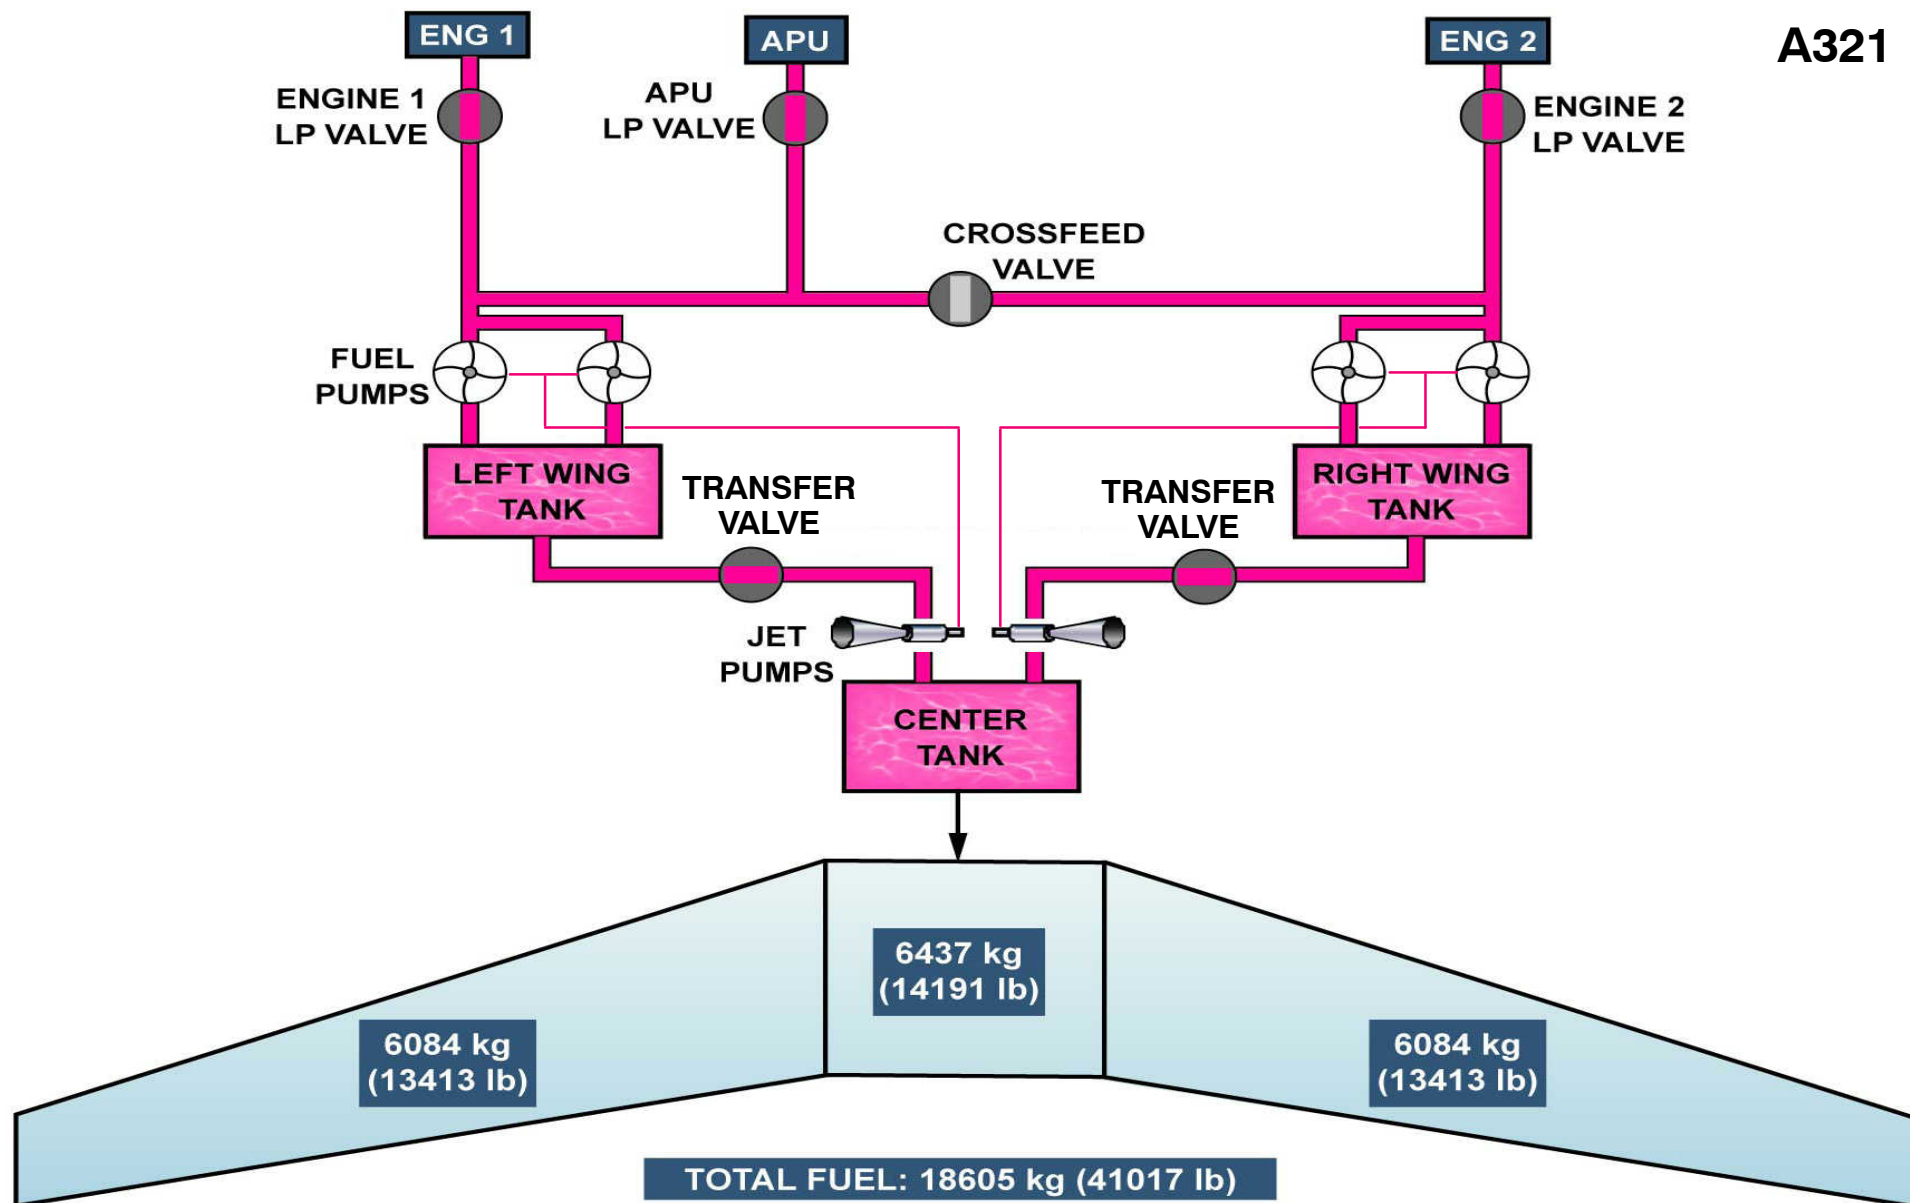 ENG 1
APU
ENG 2
A321
ENGINE 1
LP VALVE
APU
LP VALVE
ENGINE 2
LP VALVE
CROSSFEED
VALVE
FUEL
PUMPS
LEFT WING
TANK
TRANSFER
VALVE
TRANSFER
VALVE
RIGHT WING
TANK
JET
PUMPS
CENTER
TANK
6437 kg
(14191 lb)
6084 kg
(13413 lb)
6084 kg
(13413 lb)
TOTAL FUEL: 18605 kg (41017 lb)